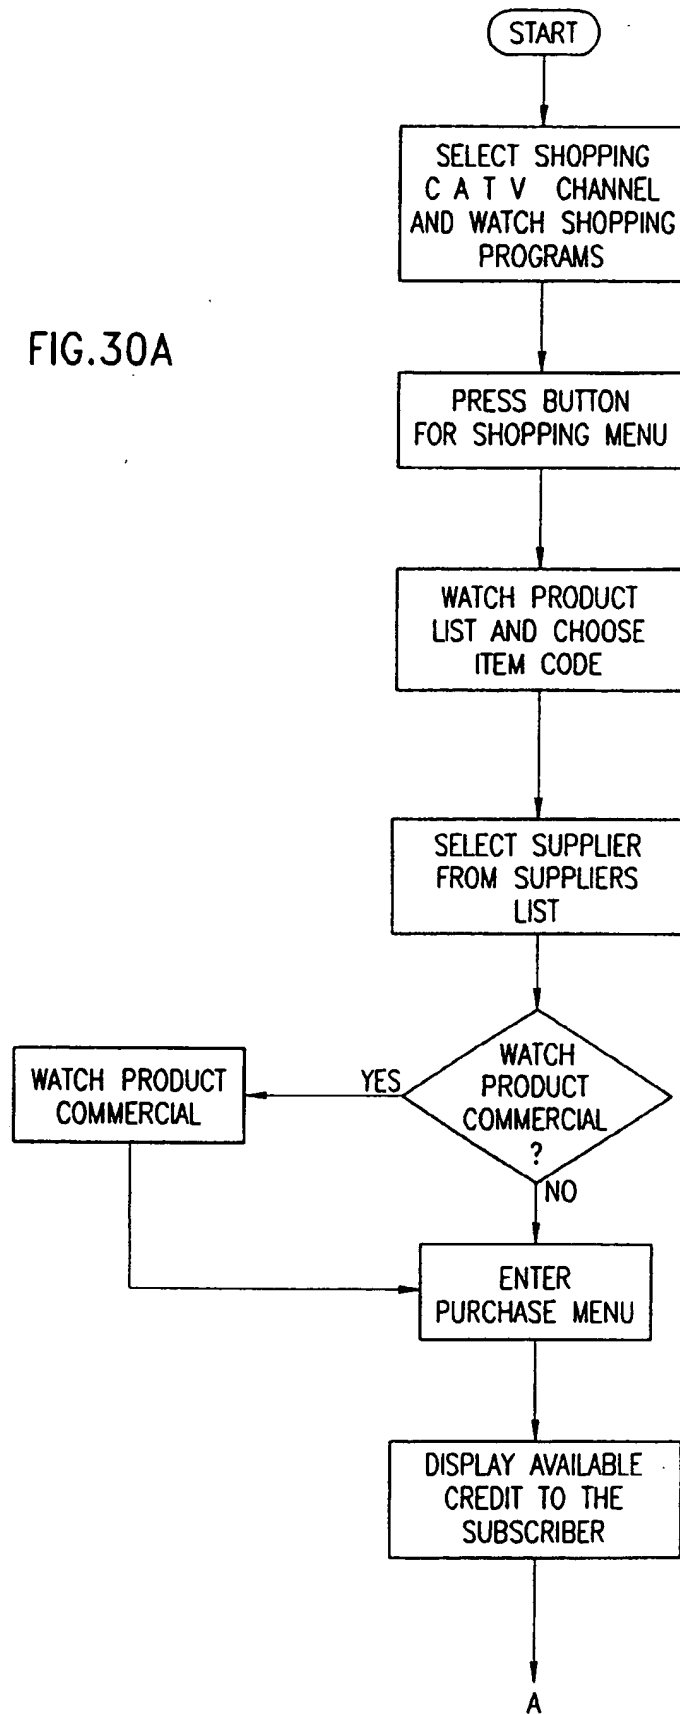 START
SELECT SHOPPING
C A T V CHANNEL
AND WATCH SHOPPING
PROGRAMS
FIG.30A
PRESS BUTTON
FOR SHOPPING MENU
WATCH PRODUCT
LIST AND CHOOSE
ITEM CODE
SELECT SUPPLIER
FROM SUPPLIERS
LIST
WATCH
PRODUCT
COMMERCIAL
?
YES
WATCH PRODUCT
COMMERCIAL
NO
ENTER
PURCHASE MENU
DISPLAY AVAILABLE
CREDIT TO THE
SUBSCRIBER
A